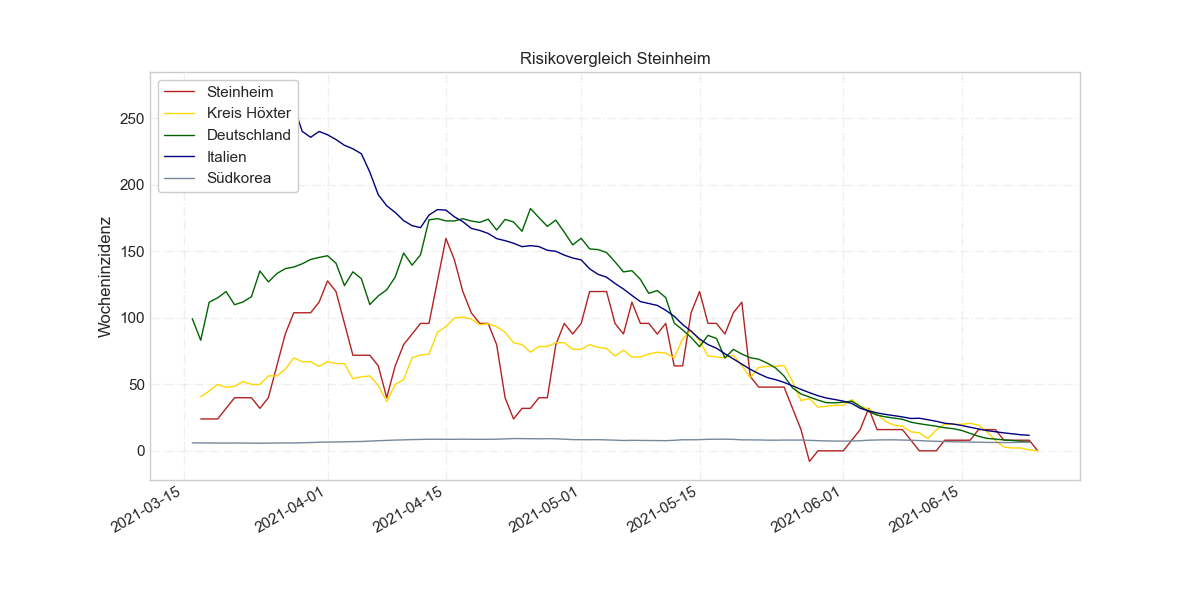 Risikovergleich Steinheim
Steinheim
Kreis Höxter
Deutschland
Italien
Südkorea
Wocheninzidenz
250
200
150
100
50
0
2021-03-15
2021-04-01
2021-04-15
2021-05-01
2021-05-15
2021-06-01
2021-06-15